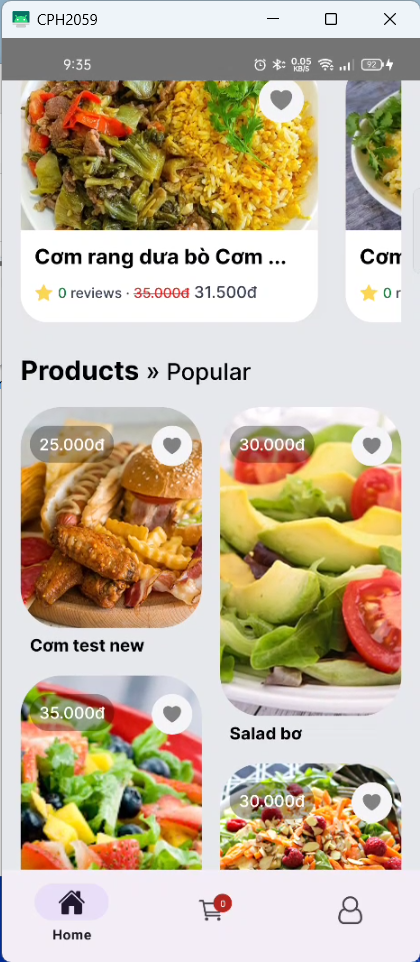 CPH2059
9:35
0.05
KB/S
92
Cơm rang dưa bò Cơm ...
Cơm
0 reviews · 35.000đ 31.500đ
0
Products » Popular
25.000đ
30.000đ
Cơm test new
35.000đ
Salad bơ
30.000đ
0
Home